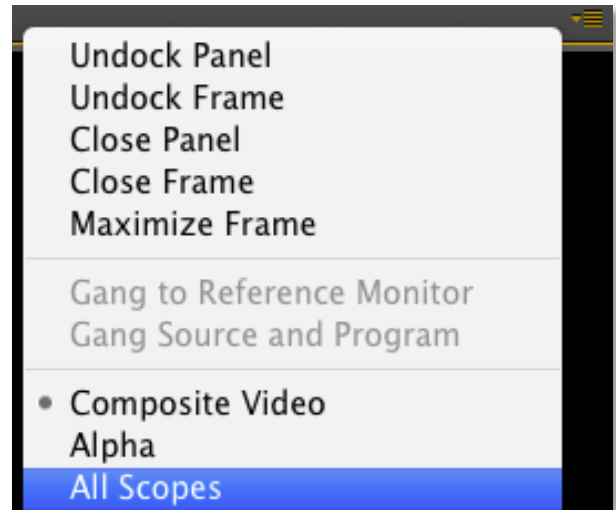 Undock Panel
Undock Frame
Close Panel
Close Frame
Maximize Frame
Gang to Reference Monitor
Gang Source and Program
Composite Video
Alpha
All Scopes